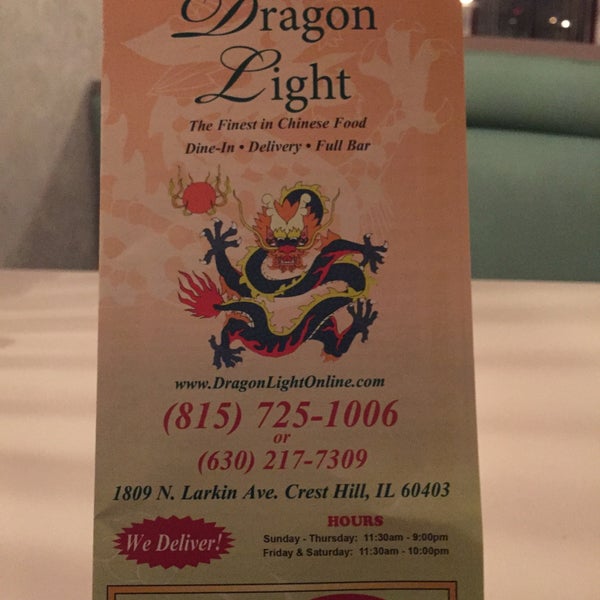 Dragon
Light
The Finest in Chinese Food
Dine-In • Delivery • Full Bar
www.DragonLightOnline.com
(815) 725-1006
or
(630) 217-7309
1809 N. Larkin Ave. Crest Hill, IL 60403
We Deliver!
HOURS
Sunday - Thursday: 11:30am - 9:00pm
Friday & Saturday: 11:30am - 10:00pm